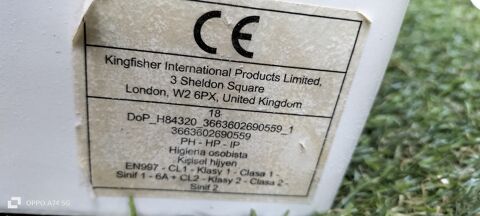 CE
Kingfisher International Products Limited,
3 Sheldon Square
London, W2 6PX, United Kingdom
18
DoP_H84320_3663602690559_1
3663602690559
PH - HP - IP
Higiena osobista
Kişisel hijyen
EN997 - CL1 - Klasy 1 - Clasa 1 -
Sinif 1 - 6A + CL2 - Klasy 2 - Clasa 2 -
Sinif 2
OPPO A74 5G